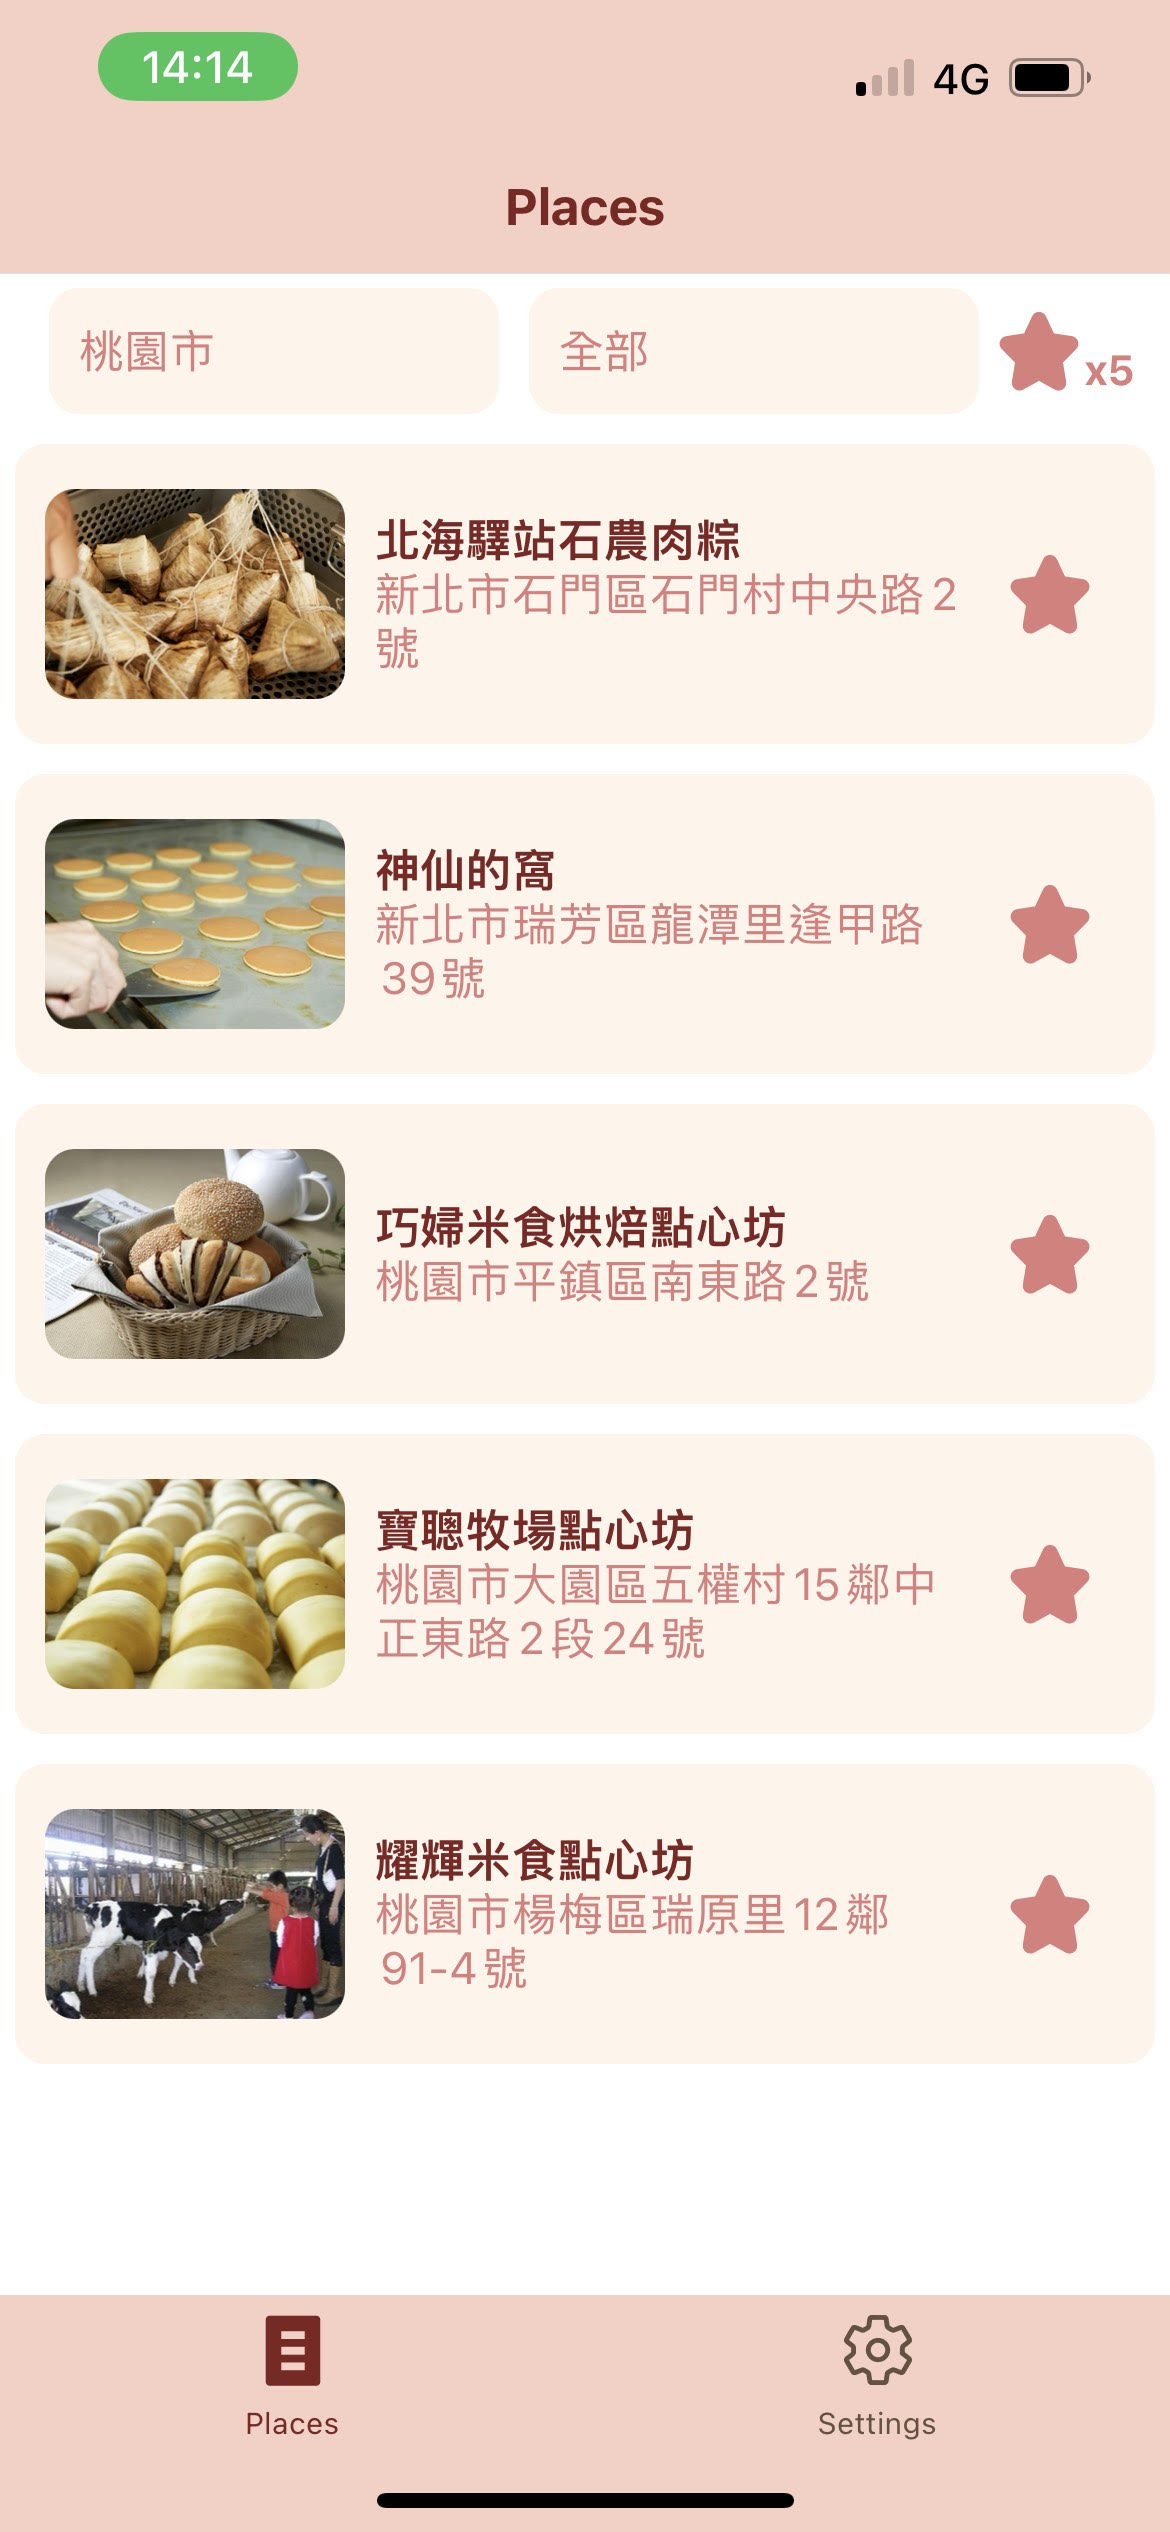 14:14
4G
Places
桃園市
全部
x5
北海驛站石農肉粽
新北市石門區石門村中央路2
號
神仙的窩
新北市瑞芳區龍潭里逢甲路
39號
巧婦米食烘焙點心坊
桃園市平鎮區南東路2號
寶聰牧場點心坊
桃園市大園區五權村15鄰中
正東路2段24號
耀輝米食點心坊
桃園市楊梅區瑞原里12鄰
91-4號
Places
Settings